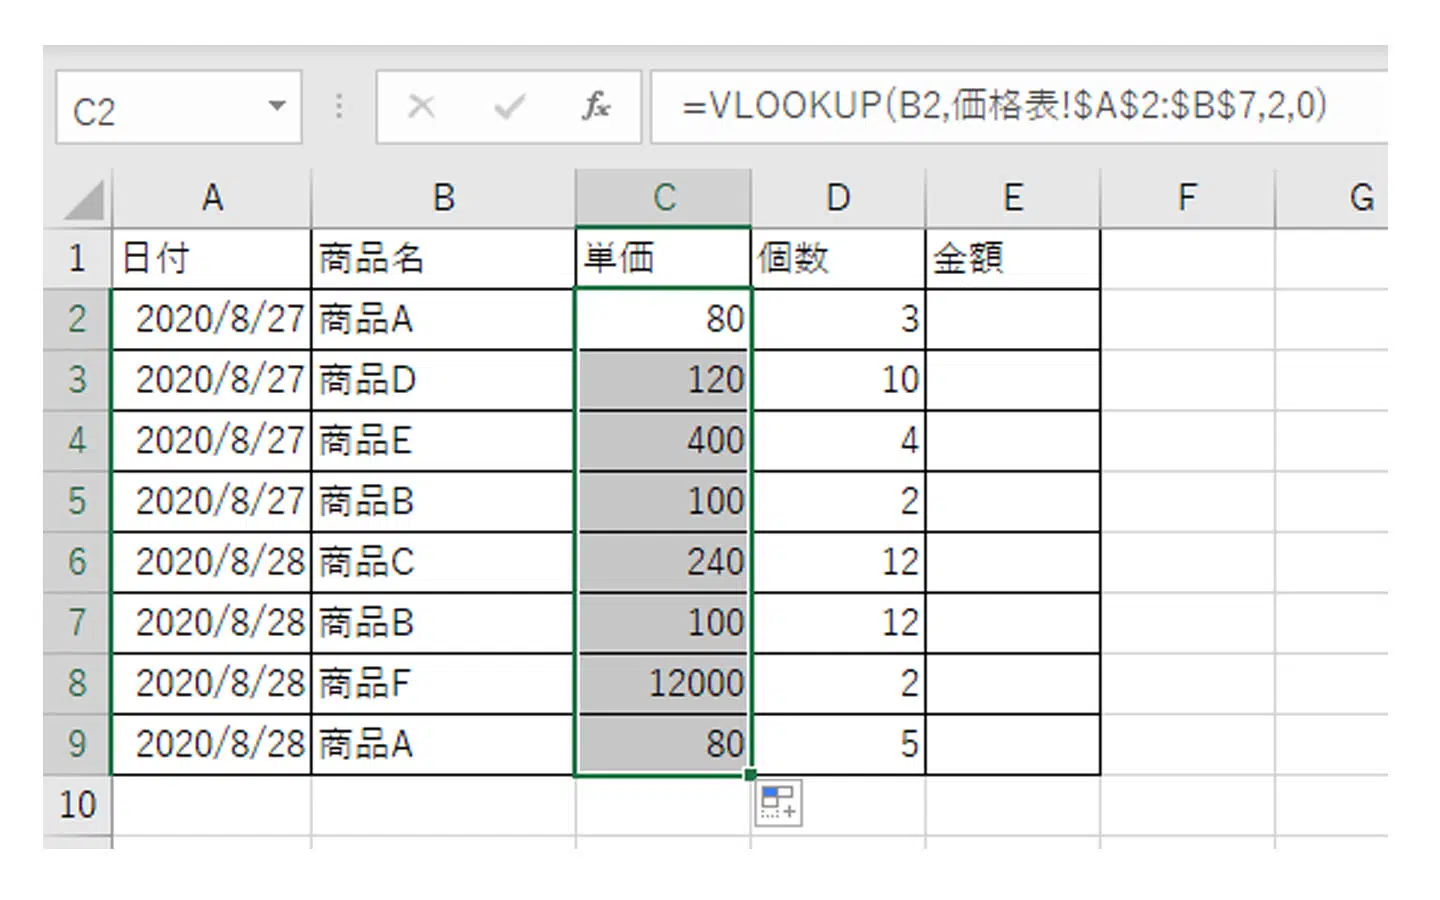 C2 fx =VLOOKUP(B2,価格表!$A$2:$B$7,2,0)
A B C D E F G
1 日付 商品名 単価 個数 金額
2 2020/8/27 商品A 80 3
3 2020/8/27 商品D 120 10
4 2020/8/27 商品E 400 4
5 2020/8/27 商品B 100 2
6 2020/8/28 商品C 240 12
7 2020/8/28 商品B 100 12
8 2020/8/28 商品F 12000 2
9 2020/8/28 商品A 80 5
10